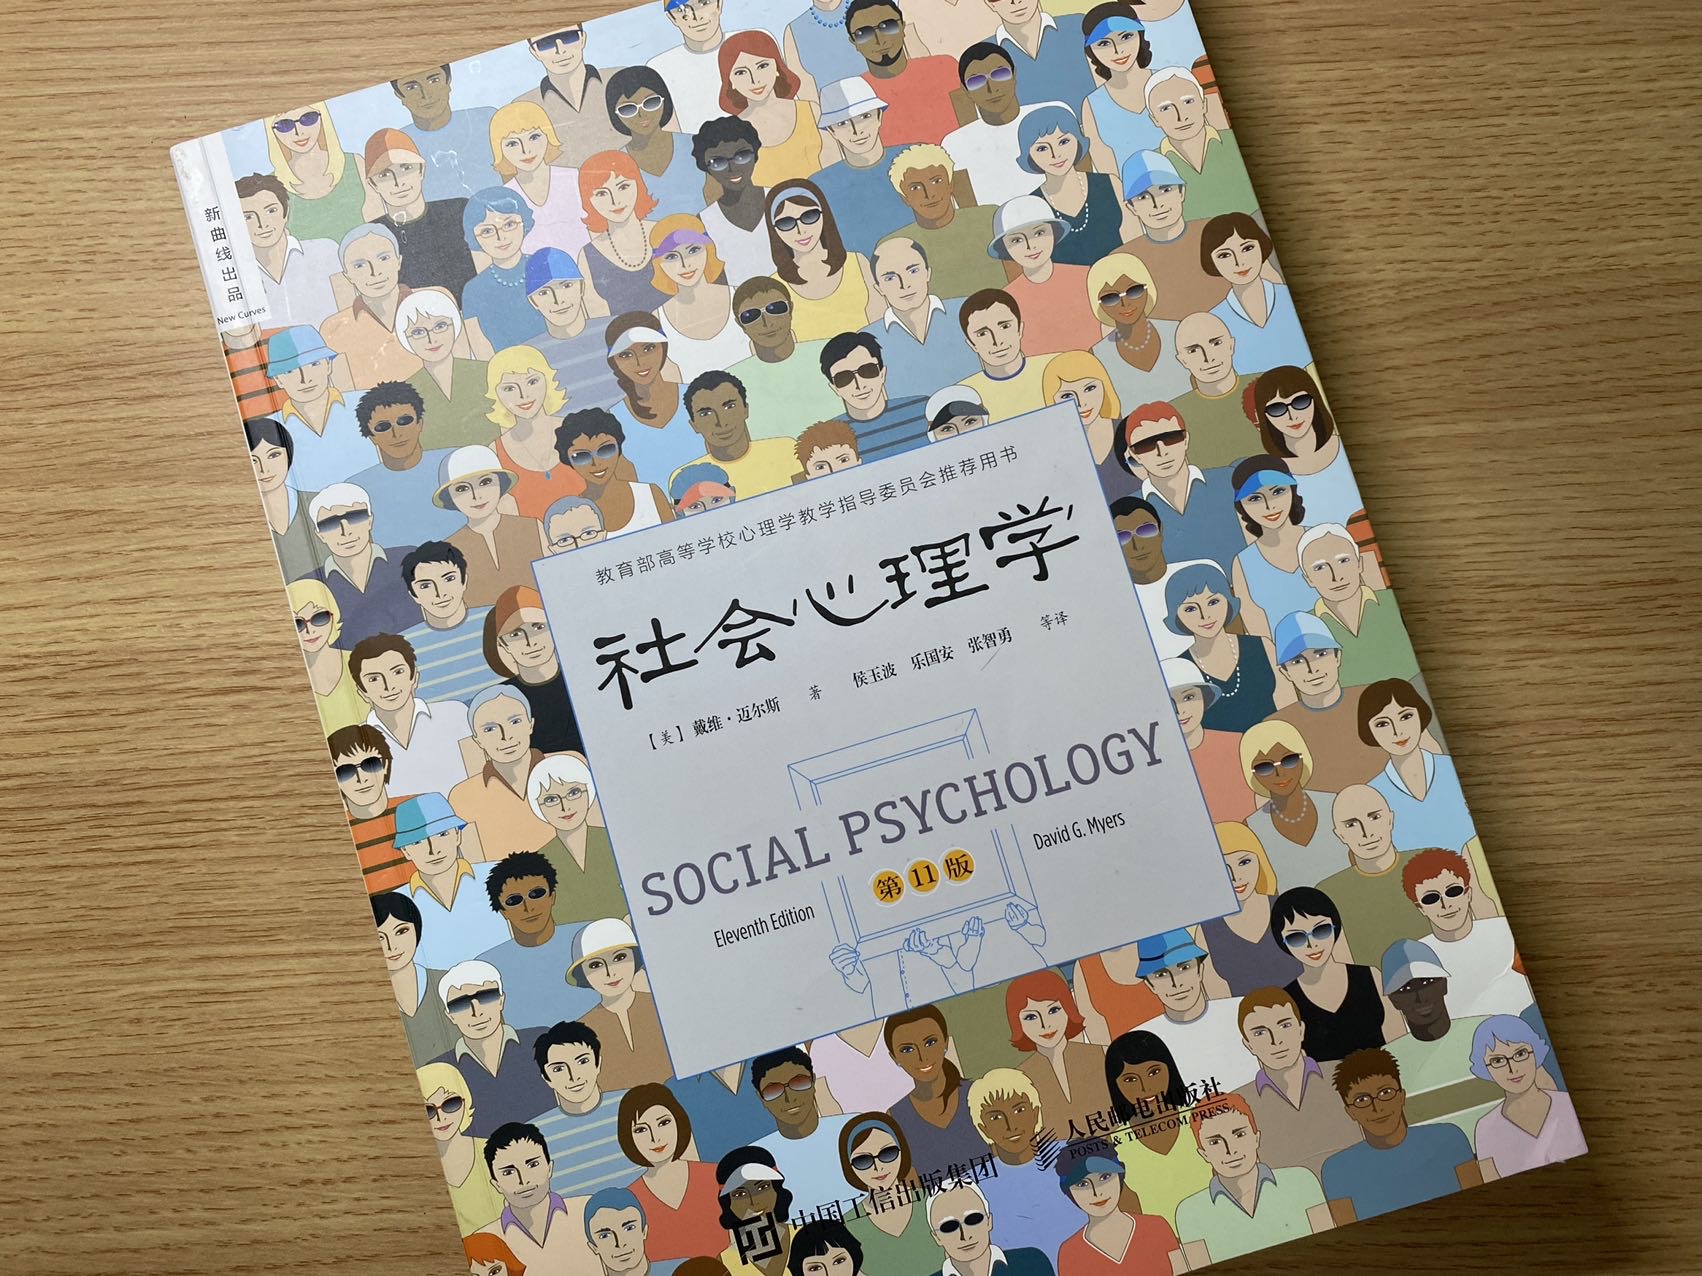 新曲线出品
New Curves
教育部高等学校心理学教学指导委员会推荐用书
社会心理学
【美】戴维·迈尔斯 著 侯玉波 乐国安 张智勇 等译
SOCIAL PSYCHOLOGY
Eleventh Edition 第11版 David G. Myers
中国工信出版集团
人民邮电出版社
POSTS & TELECOM PRESS